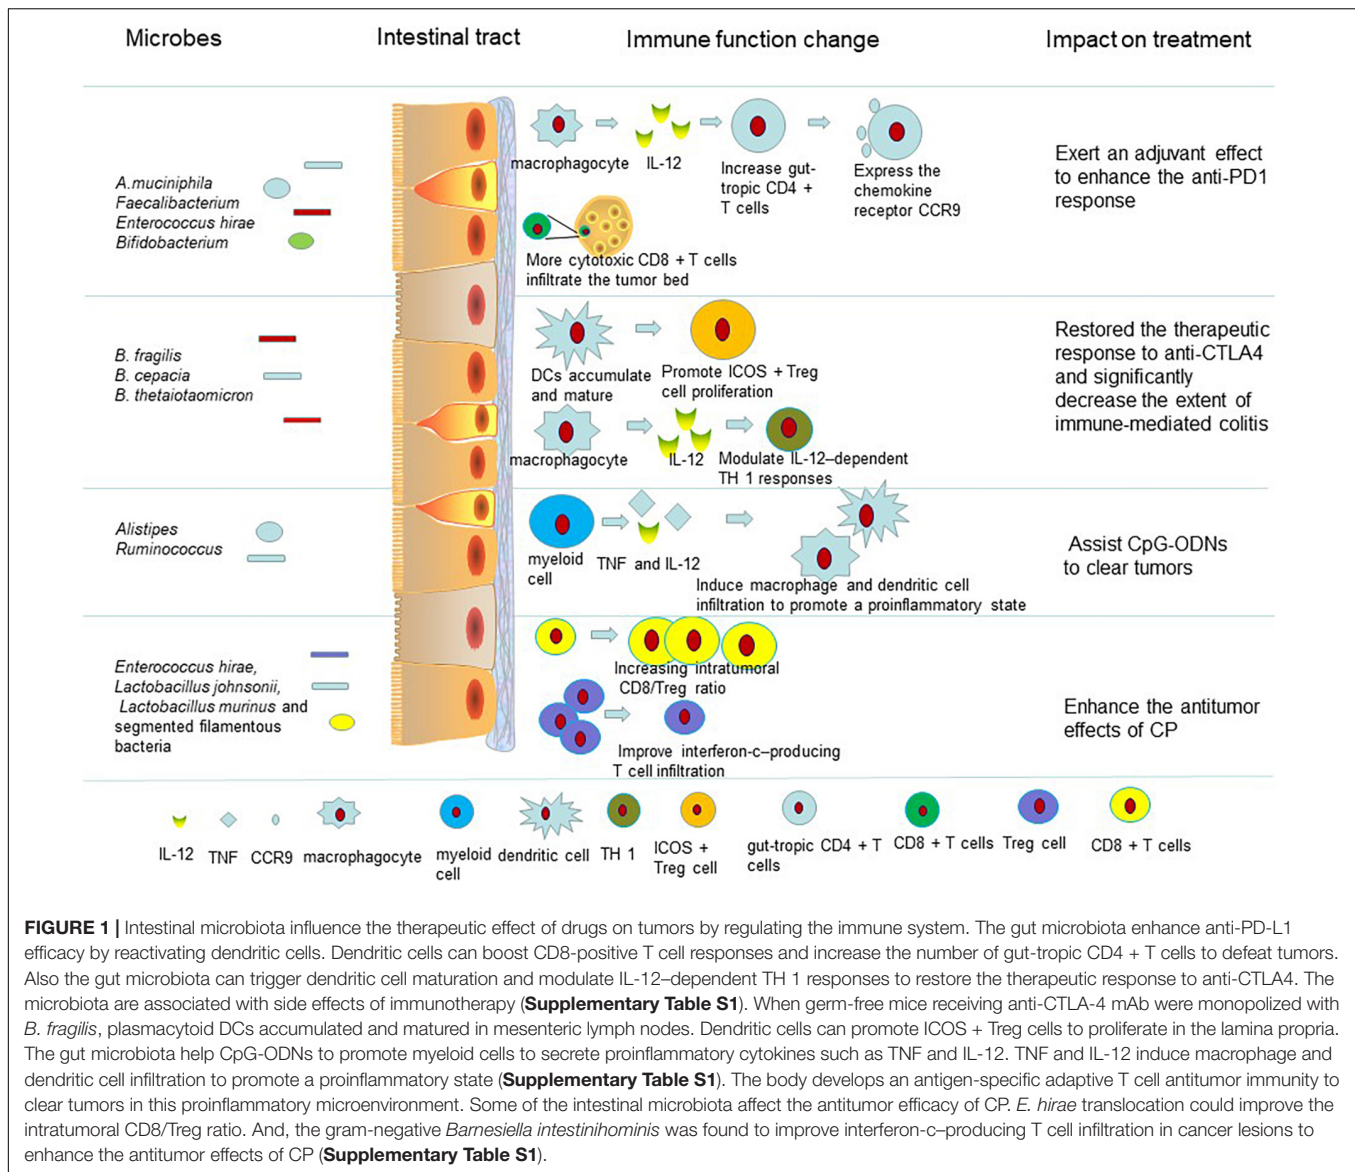 Microbes
Intestinal tract
Immune function change
Impact on treatment
A.muciniphila
Faecalibacterium
Enterococcus hirae
Bifidobacterium
macrophagocyte
IL-12
Increase gut-
tropic CD4 +
T cells
Express the
chemokine
receptor CCR9
More cytotoxic CD8 + T cells
infiltrate the tumor bed
Exert an adjuvant effect
to enhance the anti-PD1
response
B. fragilis
B. cepacia
B. thetaiotaomicron
DCs accumulate
and mature
Promote ICOS + Treg
cell proliferation
macrophagocyte
IL-12
Modulate IL-12–dependent
TH 1 responses
Restored the therapeutic
response to anti-CTLA4
and significantly
decrease the extent of
immune-mediated colitis
Alistipes
Ruminococcus
myeloid
cell
TNF and IL-12
Induce macrophage and dendritic cell
infiltration to promote a proinflammatory state
Assist CpG-ODNs
to clear tumors
Enterococcus hirae,
Lactobacillus johnsonii,
Lactobacillus murinus and
segmented filamentous
bacteria
Increasing intratumoral
CD8/Treg ratio
Improve interferon-c–producing
T cell infiltration
Enhance the antitumor
effects of CP
IL-12
TNF
CCR9
macrophagocyte
myeloid
cell
dendritic cell
TH 1
ICOS +
Treg cell
gut-tropic CD4 + T
cells
CD8 + T cells
Treg cell
CD8 + T cells
FIGURE 1 | Intestinal microbiota influence the therapeutic effect of drugs on tumors by regulating the immune system. The gut microbiota enhance anti-PD-L1
efficacy by reactivating dendritic cells. Dendritic cells can boost CD8-positive T cell responses and increase the number of gut-tropic CD4 + T cells to defeat tumors.
Also the gut microbiota can trigger dendritic cell maturation and modulate IL-12–dependent TH 1 responses to restore the therapeutic response to anti-CTLA4. The
microbiota are associated with side effects of immunotherapy (Supplementary Table S1). When germ-free mice receiving anti-CTLA-4 mAb were monopolized with
B. fragilis, plasmacytoid DCs accumulated and matured in mesenteric lymph nodes. Dendritic cells can promote ICOS + Treg cells to proliferate in the lamina propria.
The gut microbiota help CpG-ODNs to promote myeloid cells to secrete proinflammatory cytokines such as TNF and IL-12. TNF and IL-12 induce macrophage and
dendritic cell infiltration to promote a proinflammatory state (Supplementary Table S1). The body develops an antigen-specific adaptive T cell antitumor immunity to
clear tumors in this proinflammatory microenvironment. Some of the intestinal microbiota affect the antitumor efficacy of CP. E. hirae translocation could improve the
intratumoral CD8/Treg ratio. And, the gram-negative Barnesiella intestinihominis was found to improve interferon-c–producing T cell infiltration in cancer lesions to
enhance the antitumor effects of CP (Supplementary Table S1).